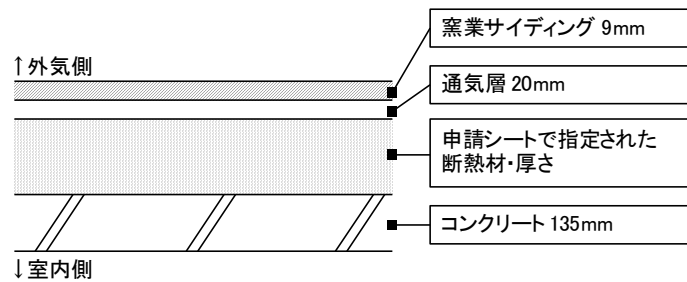 窯業サイディング 9mm
↑外気側
通気層 20mm
申請シートで指定された
断熱材・厚さ
コンクリート 135mm
↓室内側